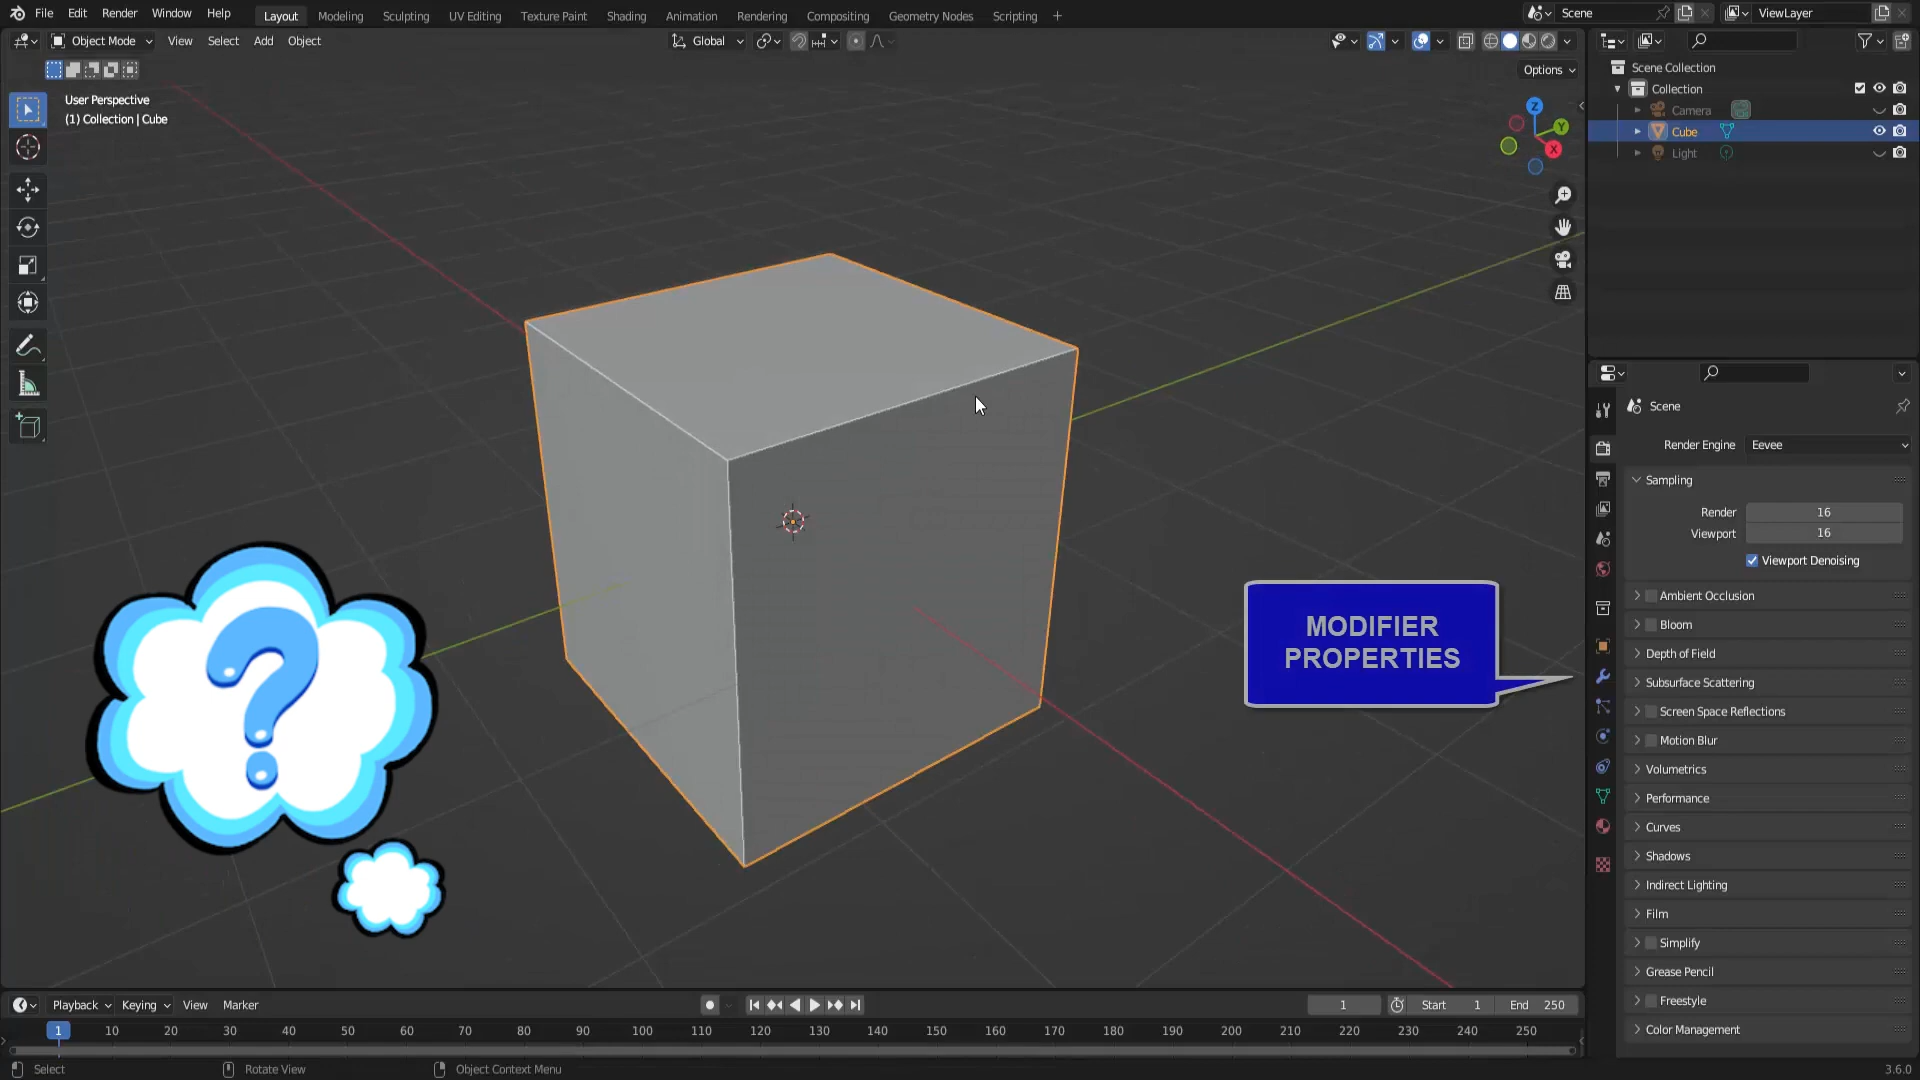 File Edit Render Window Help Layout Modeling Sculpting UV Editing Texture Paint Shading Animation Rendering Compositing Geometry Nodes Scripting + Scene ViewLayer
Object Mode View Select Add Object Global
Options
User Perspective
(1) Collection | Cube
Z
Y
X
Scene Collection
Collection
Camera
Cube
Light
Scene
Render Engine Eevee
Sampling
Render 16
Viewport 16
Viewport Denoising
Ambient Occlusion
Bloom
Depth of Field
Subsurface Scattering
Screen Space Reflections
Motion Blur
Volumetrics
Performance
Curves
Shadows
Indirect Lighting
Film
Simplify
Grease Pencil
Freestyle
Color Management
?
MODIFIER
PROPERTIES
Playback Keying View Marker 1 Start 1 End 250
1 10 20 30 40 50 60 70 80 90 100 110 120 130 140 150 160 170 180 190 200 210 220 230 240 250
Select Rotate View Object Context Menu 3.6.0